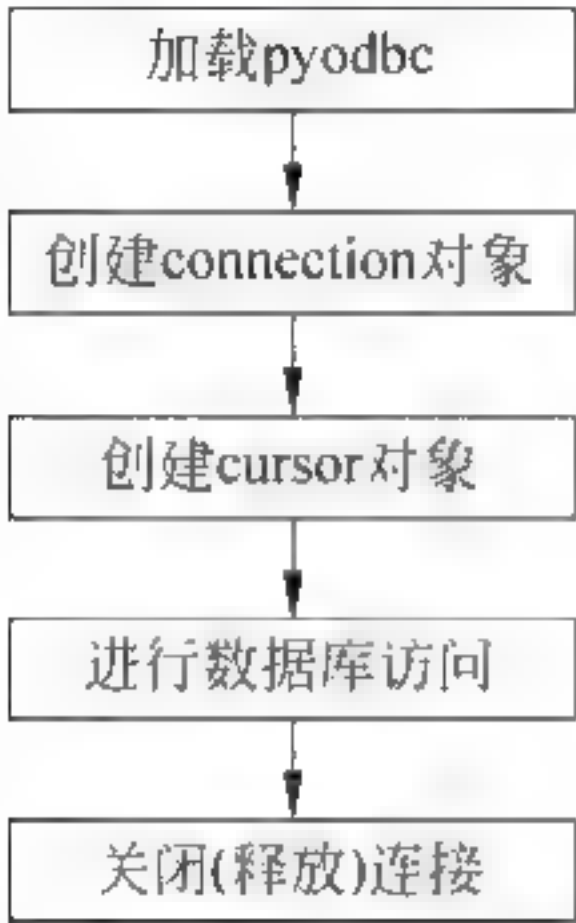 加载pyodbc
创建connection对象
创建cursor对象
进行数据库访问
关闭(释放)连接